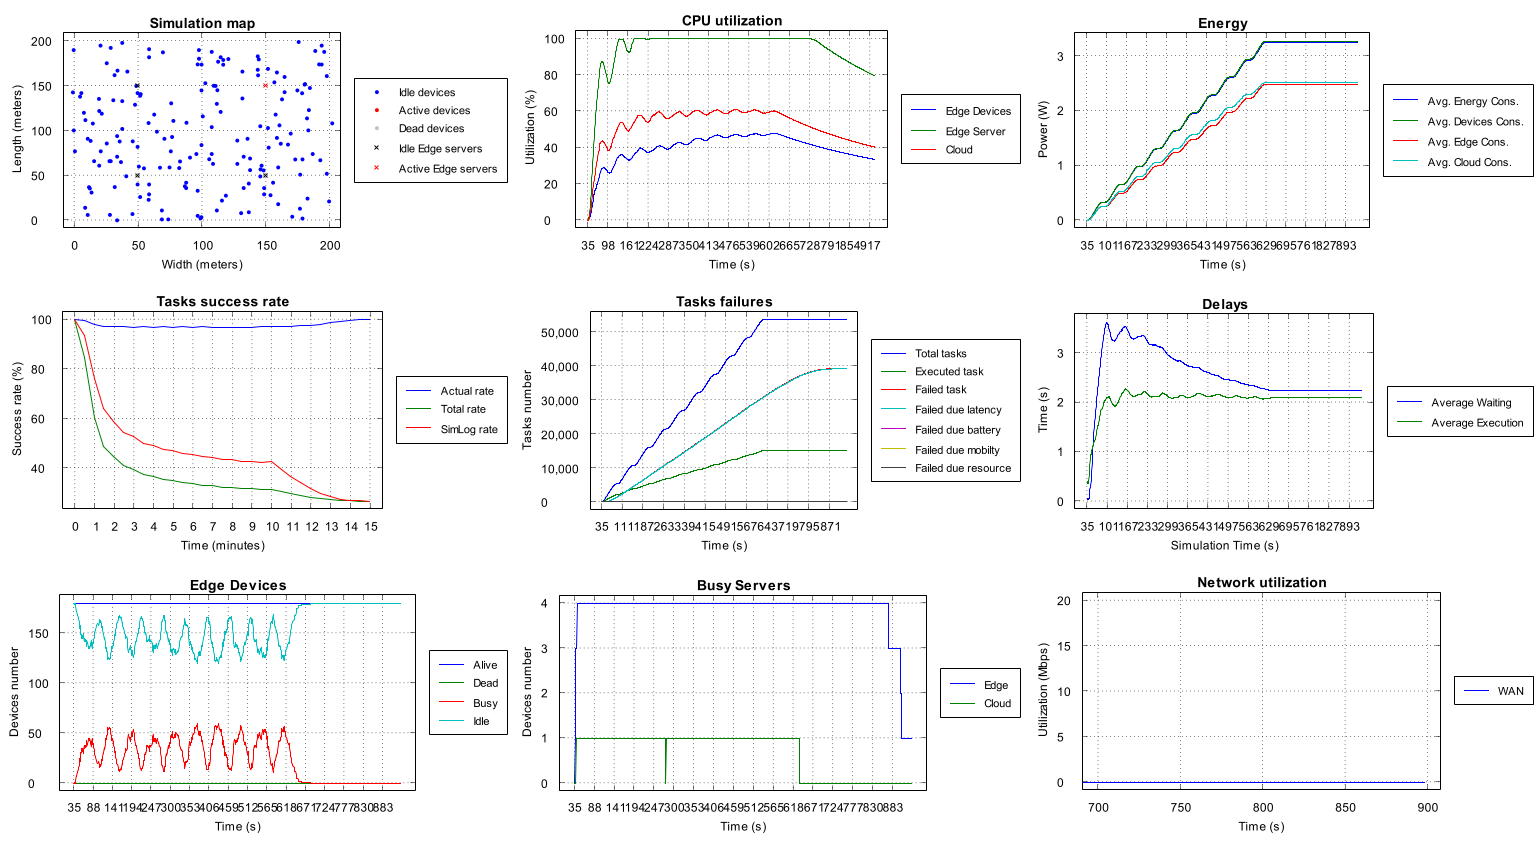 Simulation map
Length (meters)
200
150
100
50
0
0 50 100 150 200
Width (meters)
Idle devices
Active devices
Dead devices
Idle Edge servers
Active Edge servers
CPU utilization
Utilization (%)
100
80
60
40
20
0
Time (s)
Edge Devices
Edge Server
Cloud
Energy
Power (W)
3
2
1
0
Time (s)
Avg. Energy Cons.
Avg. Devices Cons.
Avg. Edge Cons.
Avg. Cloud Cons.
Tasks success rate
Success rate (%)
100
80
60
40
0 1 2 3 4 5 6 7 8 9 10 11 12 13 14 15
Time (minutes)
Actual rate
Total rate
SimLog rate
Tasks failures
Tasks number
50,000
40,000
30,000
20,000
10,000
0
Time (s)
Total tasks
Executed task
Failed task
Failed due latency
Failed due battery
Failed due mobilty
Failed due resource
Delays
Time (s)
3
2
1
0
Simulation Time (s)
Average Waiting
Average Execution
Edge Devices
Devices number
150
100
50
0
Time (s)
Alive
Dead
Busy
Idle
Busy Servers
Devices number
4
3
2
1
0
Time (s)
Edge
Cloud
Network utilization
Utilization (Mbps)
20
15
10
5
0
700 750 800 850 900
Time (s)
WAN